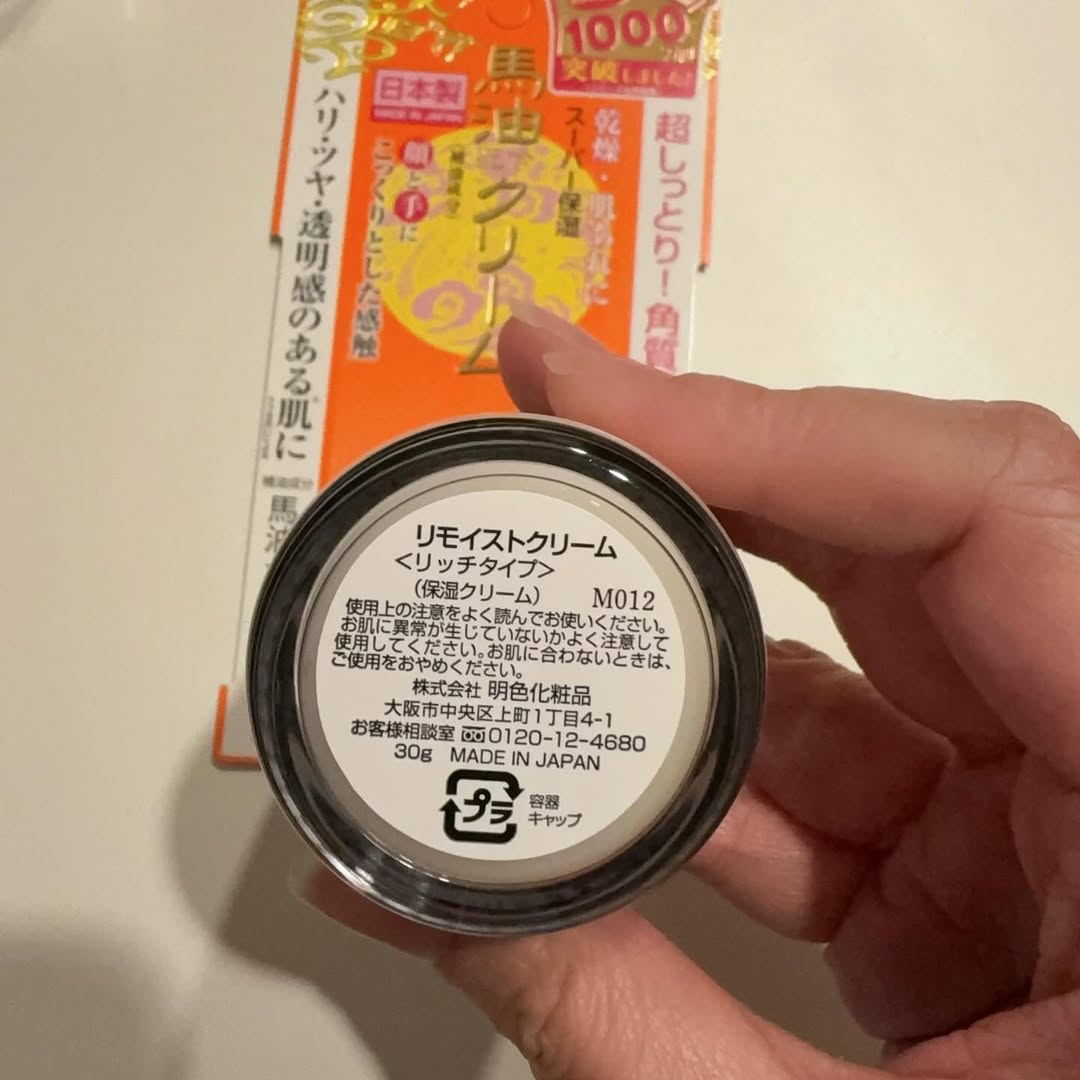 1000
突破しました!
日本製
MADE IN JAPAN
馬油クリーム
超しっとり!角質
乾燥・肌荒れに
スーパー保湿
顔と手に
こっくりとした感触
ハリ・ツヤ・透明感のある肌に
補油成分
馬油
リモイストクリーム
<リッチタイプ>
(保湿クリーム)
M012
使用上の注意をよく読んでお使いください。
お肌に異常が生じていないかよく注意して
使用してください。お肌に合わないときは、
ご使用をおやめください。
株式会社 明色化粧品
大阪市中央区上町1丁目4-1
お客様相談室 0120-12-4680
30g MADE IN JAPAN
プラ
容器
キャップ